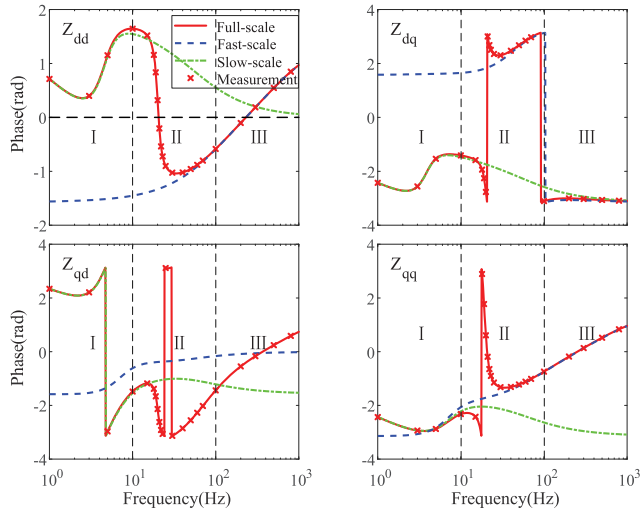 Z_dd
Full-scale
Fast-scale
Slow-scale
Measurement
Phase(rad)
2
1
0
-1
2
I
II
III
Z_dq
4
2
0
-2
-4
I
II
III
Z_qd
Phase(rad)
4
2
0
-2
-4
I
II
III
10^0
10^1
10^2
10^3
Frequency(Hz)
Z_qq
4
2
0
-2
-4
I
II
III
10^0
10^1
10^2
10^3
Frequency(Hz)